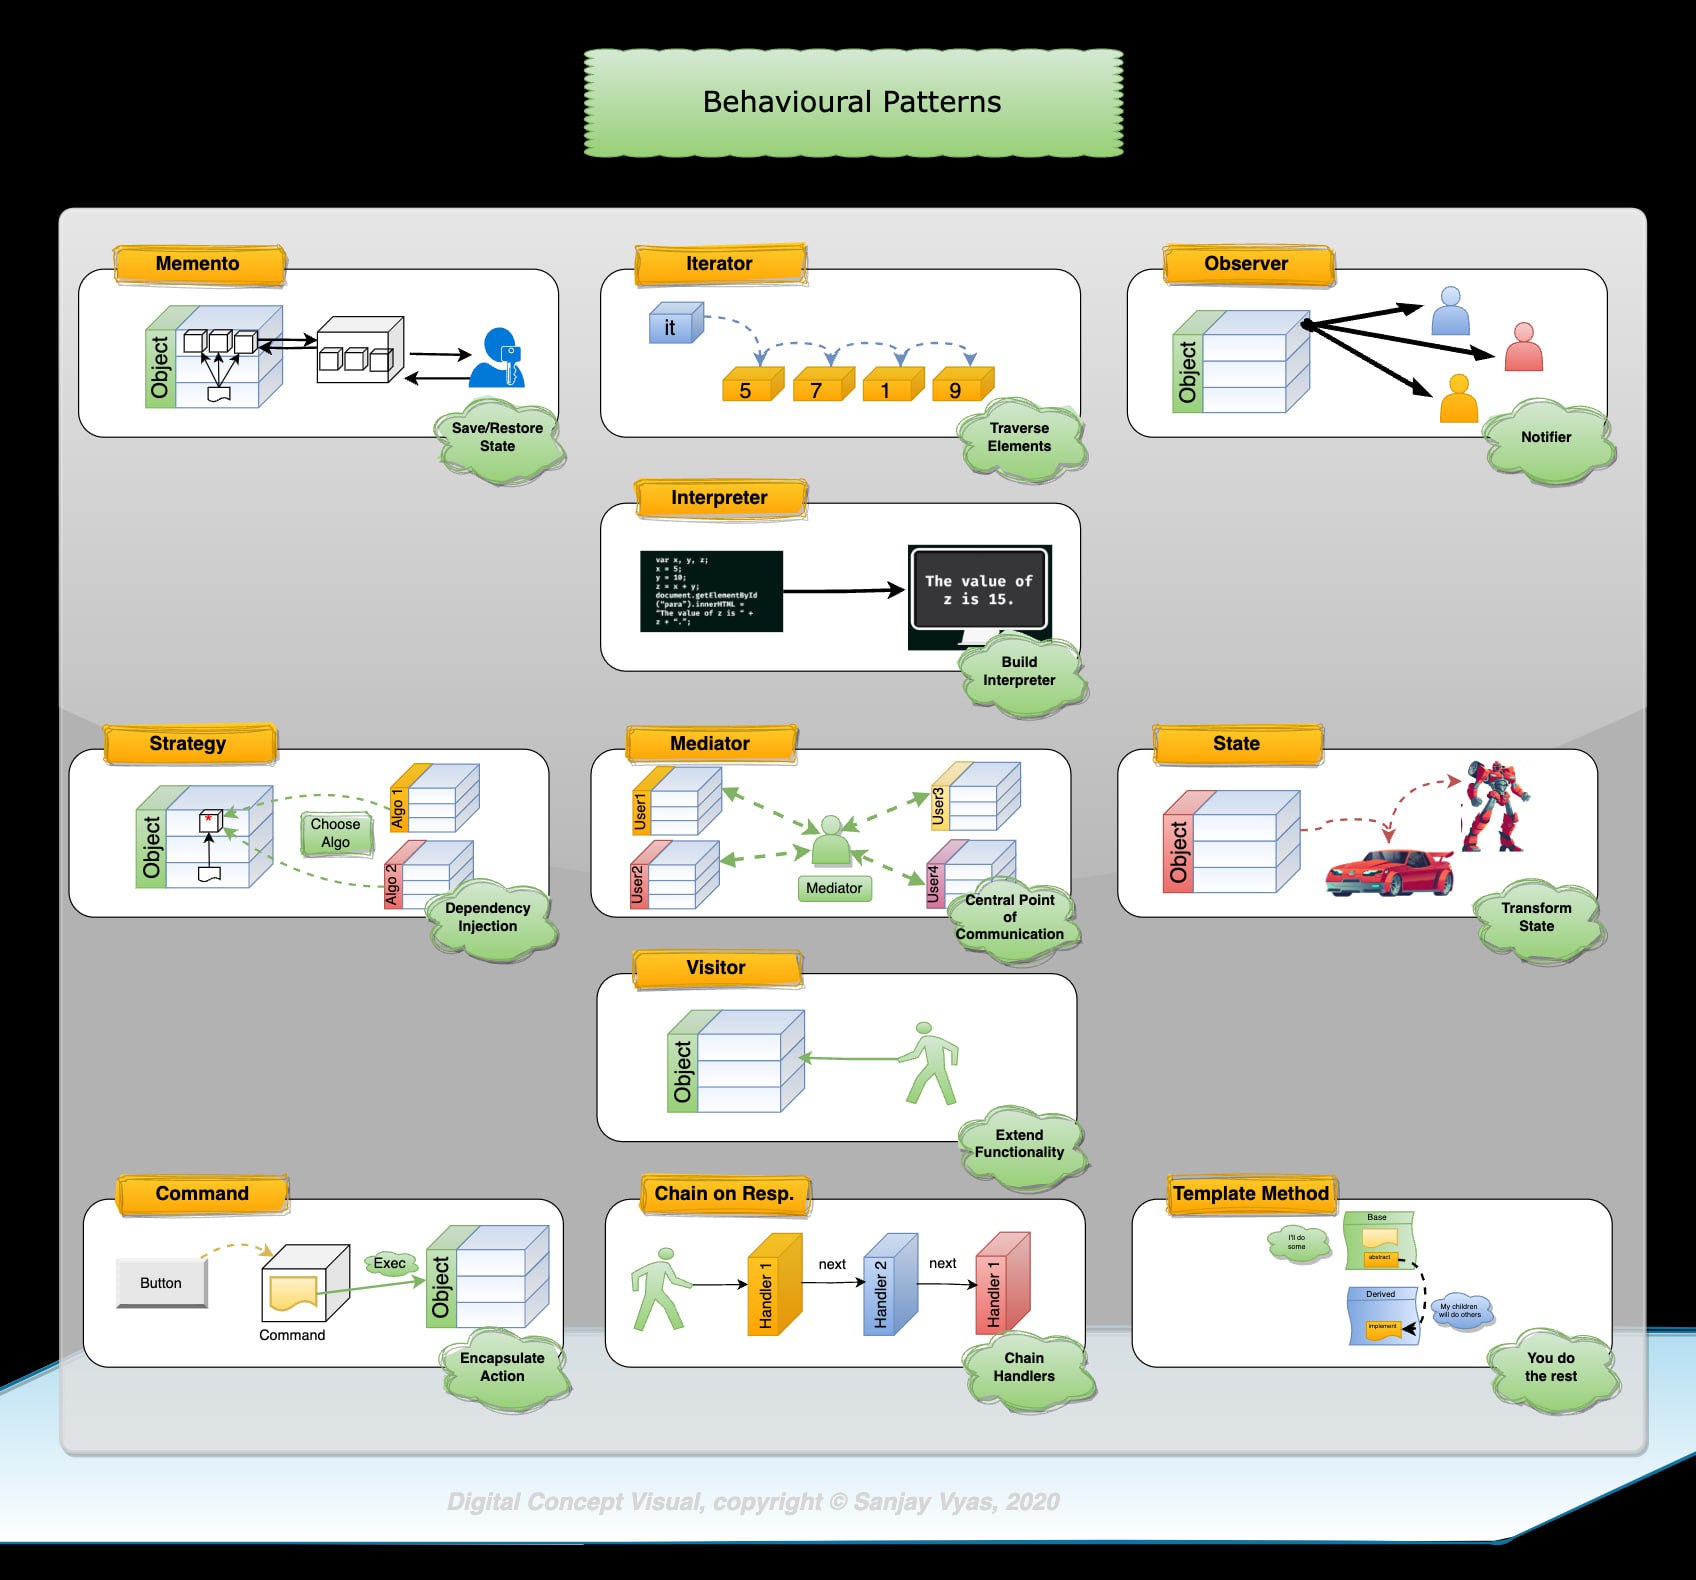 Behavioural Patterns
Memento
Object
Save/Restore
State
Iterator
it
5 7 1 9
Traverse
Elements
Observer
Object
Notifier
Interpreter
var x, y, z;
x = 5;
y = 10;
z = x + y;
document.getElementById
("para").innerHTML =
"The value of z is " +
z + ".";
The value of
z is 15.
Build
Interpreter
Strategy
Object
*
Choose
Algo
Algo 1
Algo 2
Dependency
Injection
Mediator
User1
User2
User3
User4
Mediator
Central Point
of
Communication
State
Object
Transform
State
Visitor
Object
Extend
Functionality
Command
Button
Command
Exec
Object
Encapsulate
Action
Chain on Resp.
Handler 1
next
Handler 2
next
Handler 1
Chain
Handlers
Template Method
I'll do
some
Base
abstract
Derived
implement
My children
will do others
You do
the rest
Digital Concept Visual, copyright © Sanjay Vyas, 2020